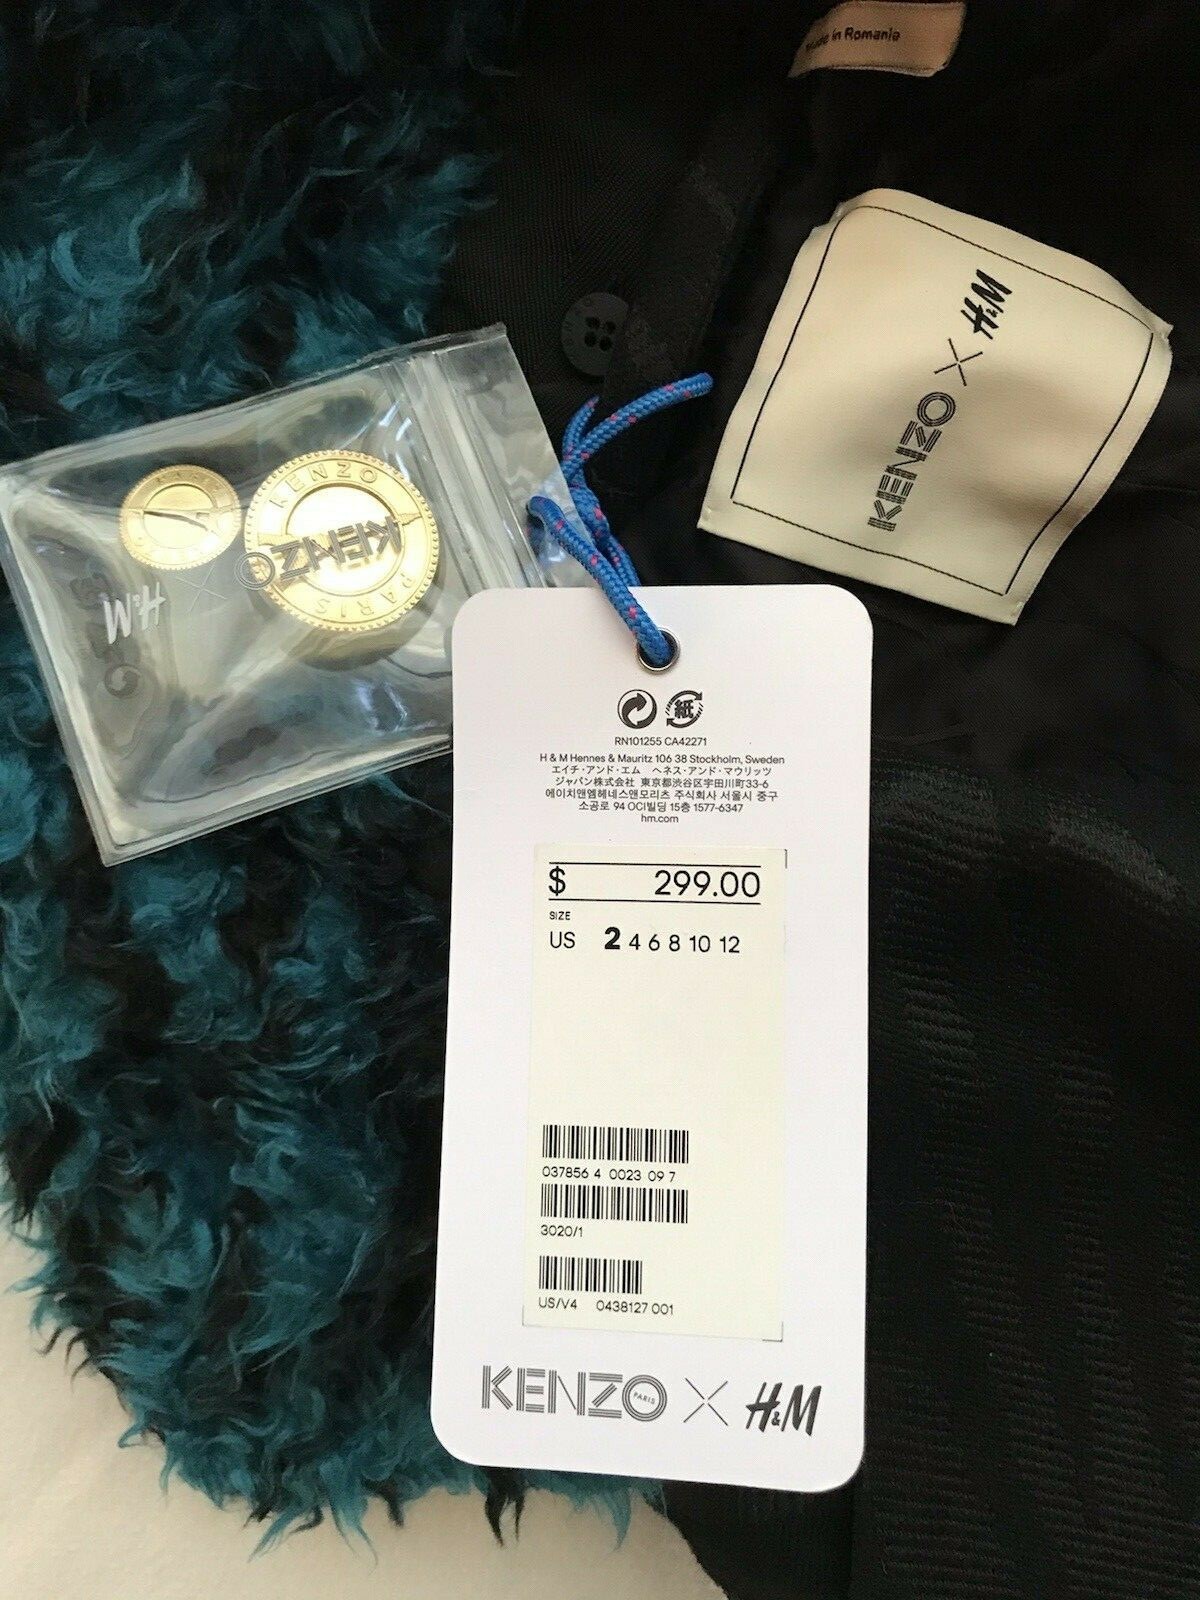 in Romania
KENZO X H&M
KENZO
PARIS
KENZO
H&M
RN101255 CA42271
H & M Hennes & Mauritz 106 38 Stockholm, Sweden
エイチ・アンド・エム ヘネス・アンド・マウリッツ
ジャパン株式会社 東京都渋谷区宇田川町33-6
에이치앤엠헤네스앤모리츠 주식회사 서울시 중구
소공로 94 OCI빌딩 15층 1577-6347
hm.com
$ 299.00
SIZE
US 2 4 6 8 10 12
037856 4 0023 09 7
3020/1
US/V4 0438127 001
KENZO PARIS X H&M